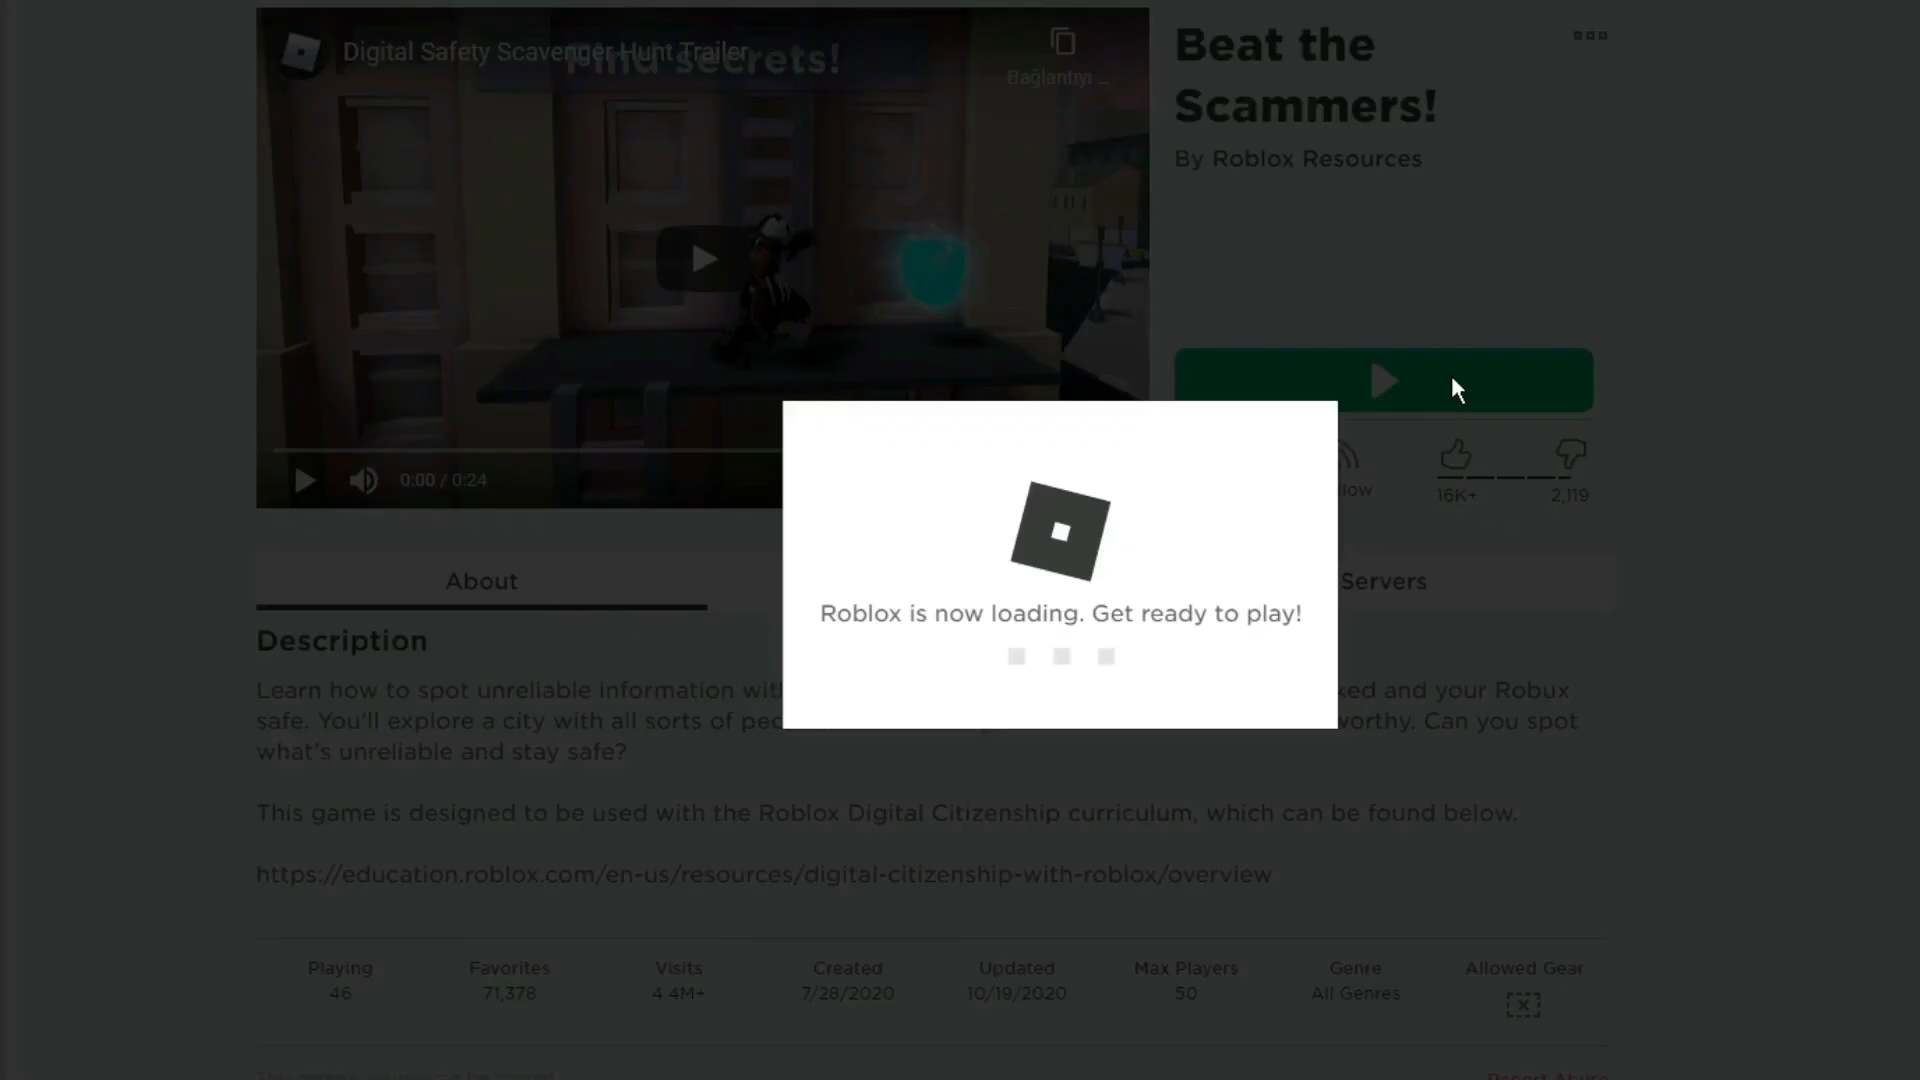 Digital Safety Scavenger Hunt Trailer
Find secrets!
Bağlantıyı ...
Beat the
Scammers!
By Roblox Resources
0:00 / 0:24
16K+
2,119
Roblox is now loading. Get ready to play!
About
Servers
Description
Learn how to spot unreliable information
and your Robux
safe. You'll explore a city with all sorts of
Can you spot
what's unreliable and stay safe?
This game is designed to be used with the Roblox Digital Citizenship curriculum, which can be found below.
https://education.roblox.com/en-us/resources/digital-citizenship-with-roblox/overview
Playing
Favorites
Visits
Created
Updated
Max Players
Genre
Allowed Gear
46
71,378
4.4M+
7/28/2020
10/19/2020
50
All Genres
Report Abuse